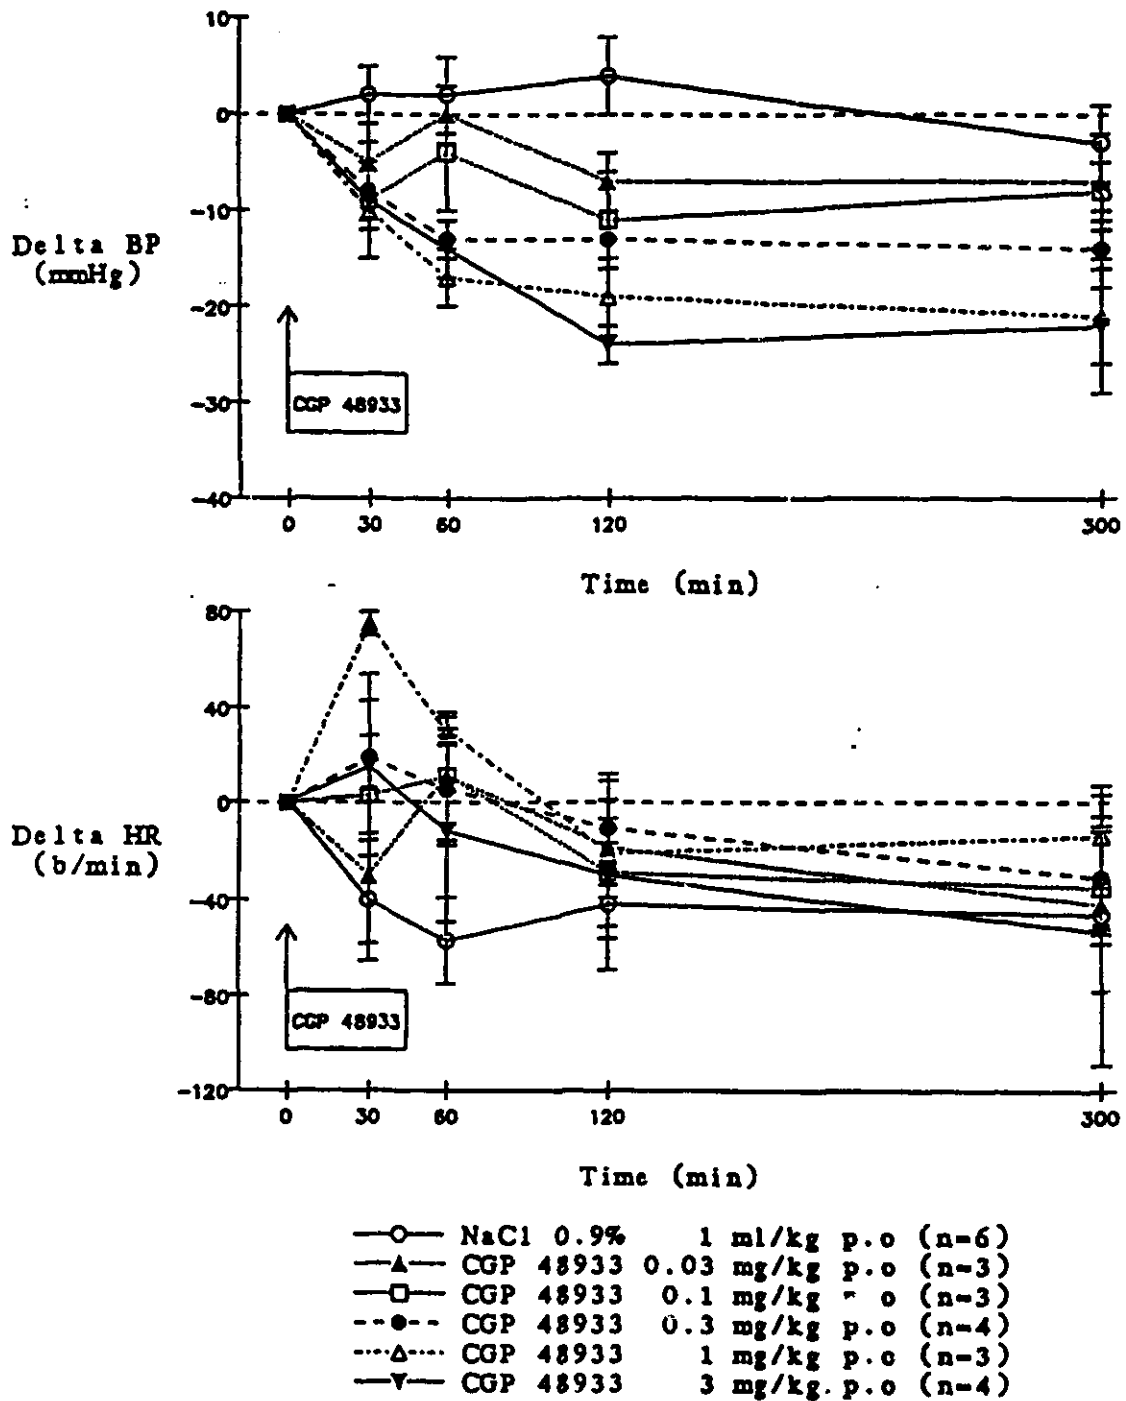 10
0
-10
-20
-30
-40
Delta BP
(mmHg)
CGP 48933
0 30 60 120 300
Time (min)
80
40
0
-40
-80
-120
Delta HR
(b/min)
CGP 48933
0 30 60 120 300
Time (min)
NaCl 0.9% 1 ml/kg p.o (n=6)
CGP 48933 0.03 mg/kg p.o (n=3)
CGP 48933 0.1 mg/kg o (n=3)
CGP 48933 0.3 mg/kg p.o (n=4)
CGP 48933 1 mg/kg p.o (n=3)
CGP 48933 3 mg/kg. p.o (n=4)